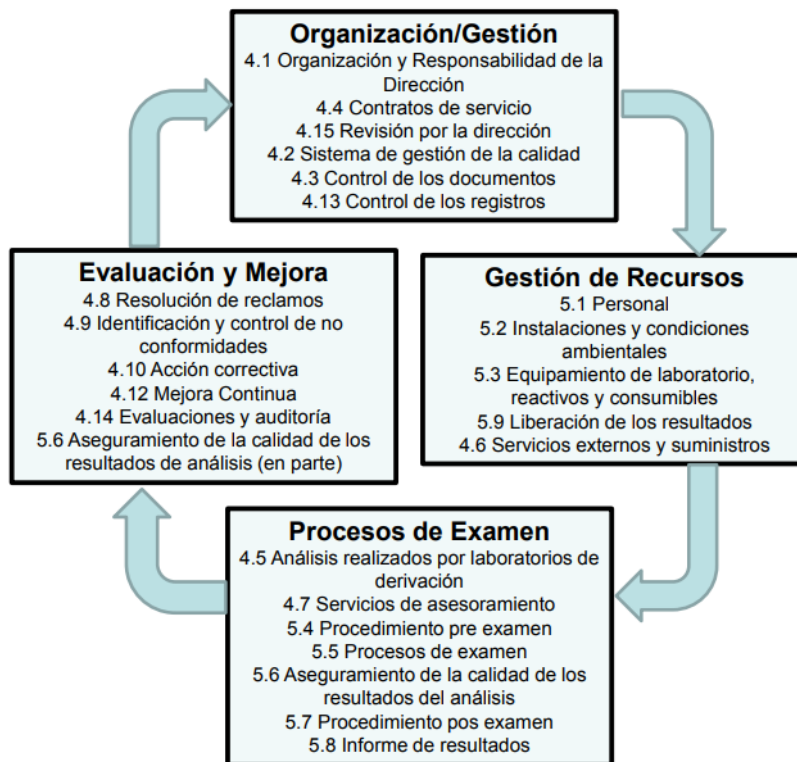 Organización/Gestión
4.1 Organización y Responsabilidad de la
Dirección
4.4 Contratos de servicio
4.15 Revisión por la dirección
4.2 Sistema de gestión de la calidad
4.3 Control de los documentos
4.13 Control de los registros
Gestión de Recursos
5.1 Personal
5.2 Instalaciones y condiciones
ambientales
5.3 Equipamiento de laboratorio,
reactivos y consumibles
5.9 Liberación de los resultados
4.6 Servicios externos y suministros
Procesos de Examen
4.5 Análisis realizados por laboratorios de
derivación
4.7 Servicios de asesoramiento
5.4 Procedimiento pre examen
5.5 Procesos de examen
5.6 Aseguramiento de la calidad de los
resultados del análisis
5.7 Procedimiento pos examen
5.8 Informe de resultados
Evaluación y Mejora
4.8 Resolución de reclamos
4.9 Identificación y control de no
conformidades
4.10 Acción correctiva
4.12 Mejora Continua
4.14 Evaluaciones y auditoría
5.6 Aseguramiento de la calidad de los
resultados de análisis (en parte)